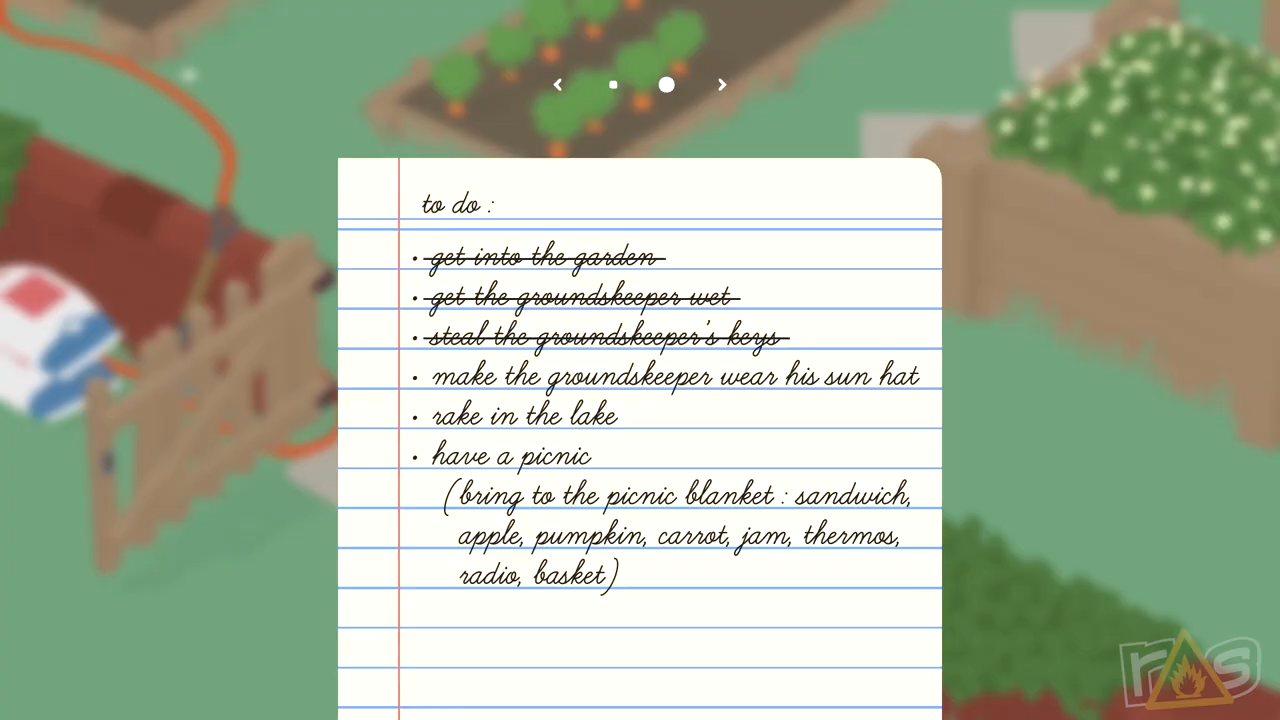 to do :
• get into the garden
• get the groundskeeper wet
• steal the groundskeeper's keys
• make the groundskeeper wear his sun hat
• rake in the lake
• have a picnic
(bring to the picnic blanket : sandwich,
apple, pumpkin, carrot, jam, thermos,
radio, basket)